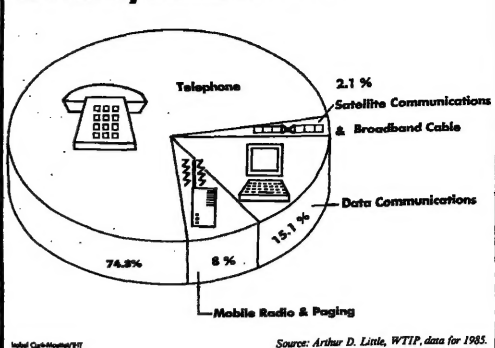 Telephone
2.1 %
Satellite Communications
& Broadband Cable
Data Communications
15.1 %
8 %
74.8%
Mobile Radio & Paging
Source: Arthur D. Little, WTIP, data for 1985.